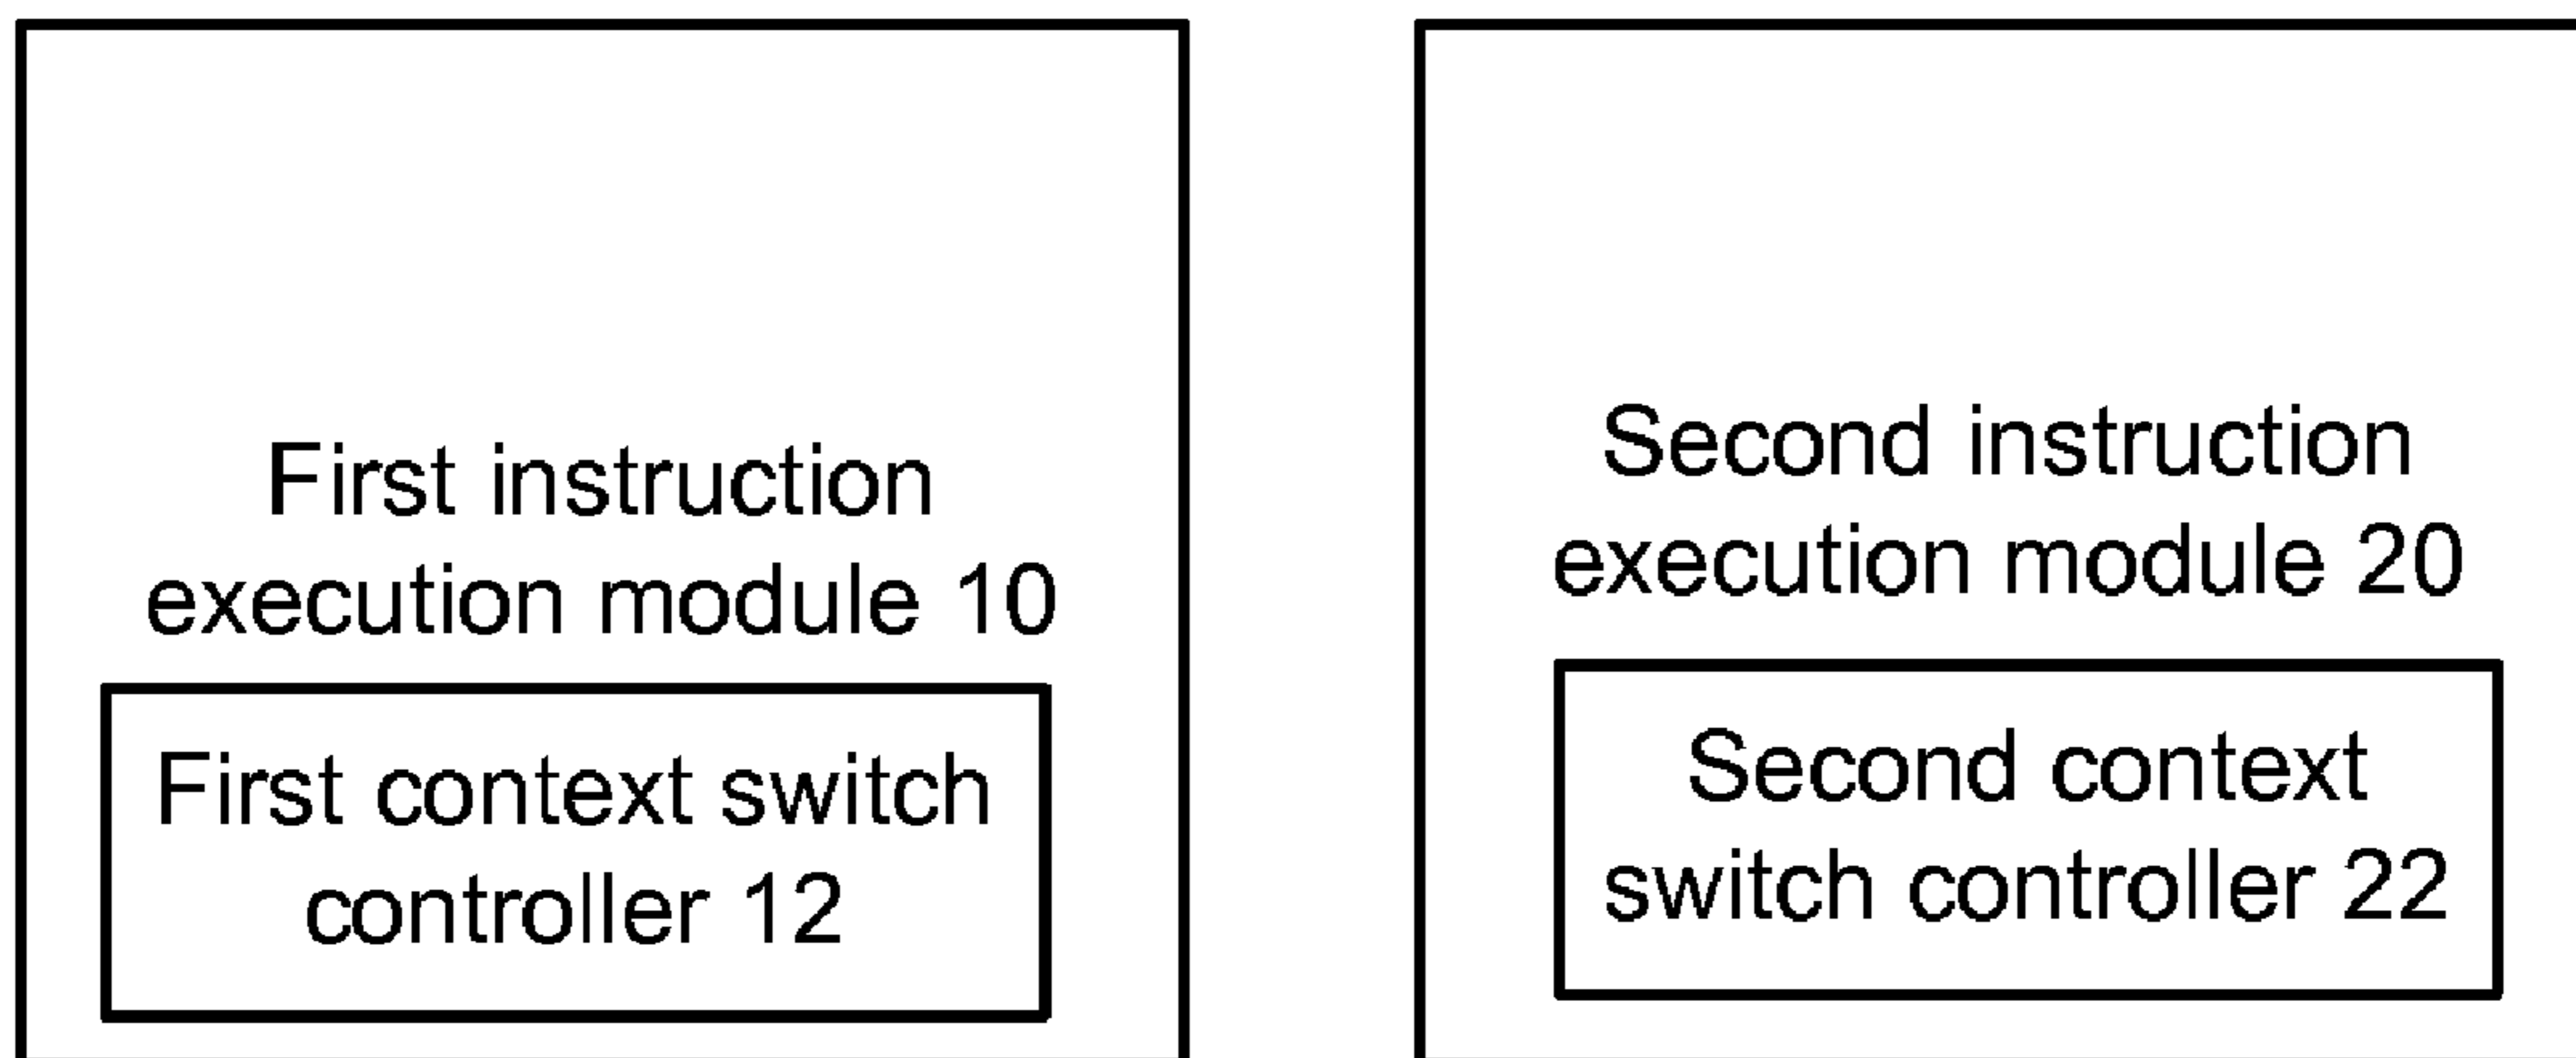 First instruction
execution module 10
First context switch
controller 12
Second instruction
execution module 20
Second context
switch controller 22